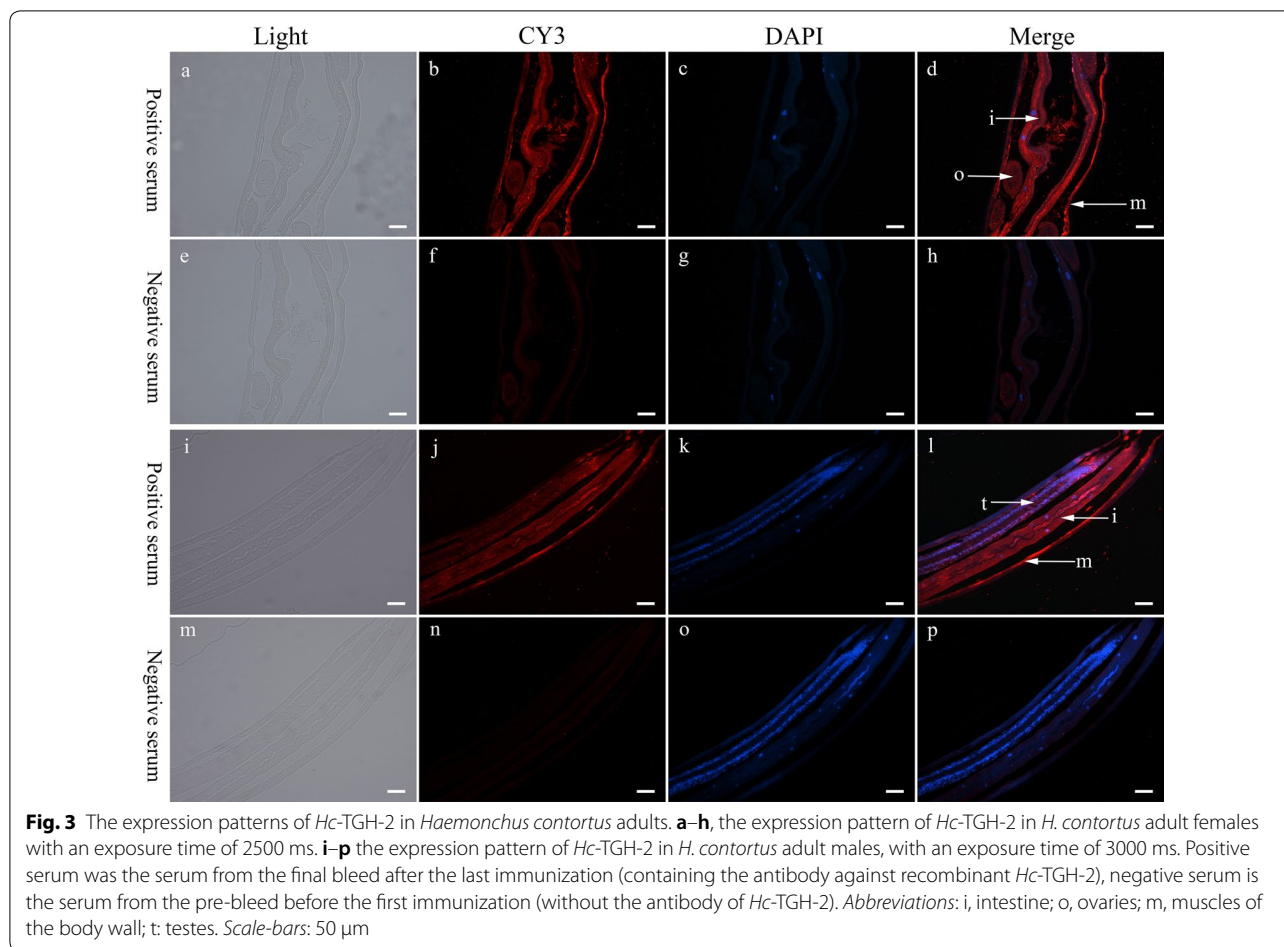 Light CY3 DAPI Merge
Positive serum
a b c d
i
o
m
Negative serum
e f g h
Positive serum
i j k l
t
i
m
Negative serum
m n o p
Fig. 3 The expression patterns of Hc-TGH-2 in Haemonchus contortus adults. a–h, the expression pattern of Hc-TGH-2 in H. contortus adult females
with an exposure time of 2500 ms. i–p the expression pattern of Hc-TGH-2 in H. contortus adult males, with an exposure time of 3000 ms. Positive
serum was the serum from the final bleed after the last immunization (containing the antibody against recombinant Hc-TGH-2), negative serum is
the serum from the pre-bleed before the first immunization (without the antibody of Hc-TGH-2). Abbreviations: i, intestine; o, ovaries; m, muscles of
the body wall; t: testes. Scale-bars: 50 μm